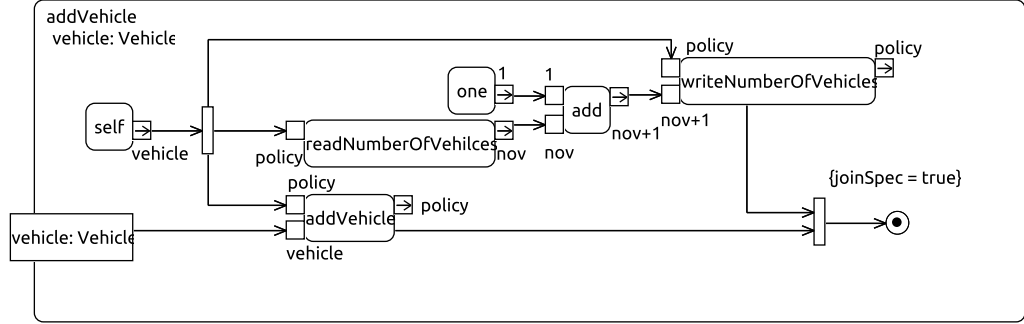 addVehicle
vehicle: Vehicle
policy
policy
1
1
one
writeNumberOfVehicles
self
add
nov+1
nov+1
vehicle
policy
readNumberOfVehilces
nov
nov
policy
{joinSpec = true}
addVehicle
policy
vehicle: Vehicle
vehicle